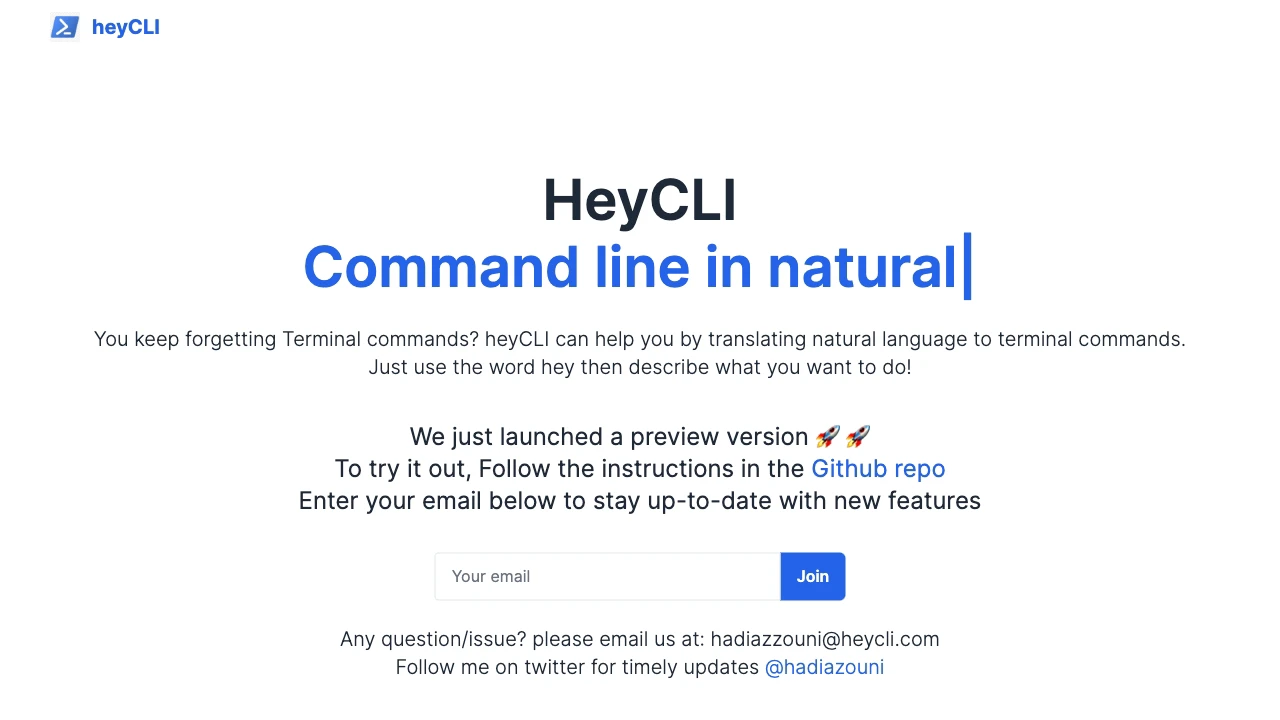 heyCLI
HeyCLI
Command line in natural
You keep forgetting Terminal commands? heyCLI can help you by translating natural language to terminal commands.
Just use the word hey then describe what you want to do!
We just launched a preview version 🚀 🚀
To try it out, Follow the instructions in the Github repo
Enter your email below to stay up-to-date with new features
Your email
Join
Any question/issue? please email us at: hadiazzouni@heycli.com
Follow me on twitter for timely updates @hadiazouni